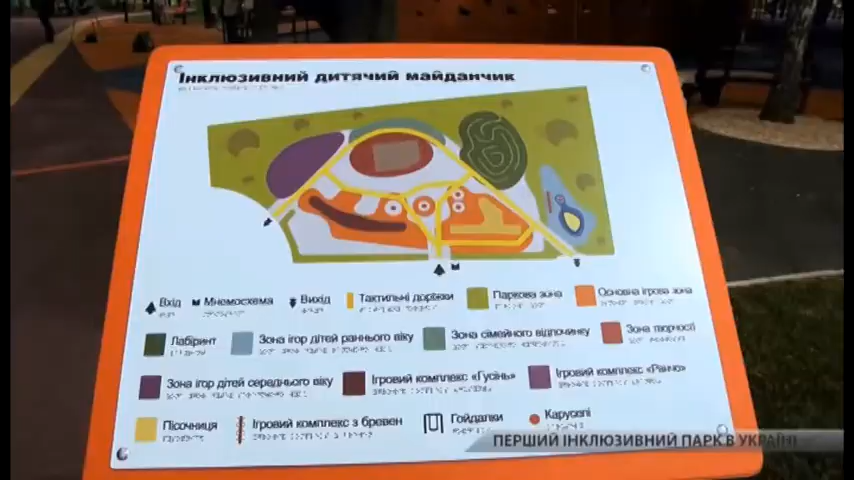 Інклюзивний дитячий майданчик
Вхід Мнемосхема Вихід Тактильні доріжки Паркова зона Основна ігрова зона
Лабіринт Зона ігор дітей раннього віку Зона сімейного відпочинку Зона творчості
Зона ігор дітей середнього віку Ігровий комплекс «Гусінь» Ігровий комплекс «Ранчо»
Пісочниця Ігровий комплекс з бревен Гойдалки Каруселі
ПЕРШИЙ ІНКЛЮЗИВНИЙ ПАРК В УКРАЇНІ